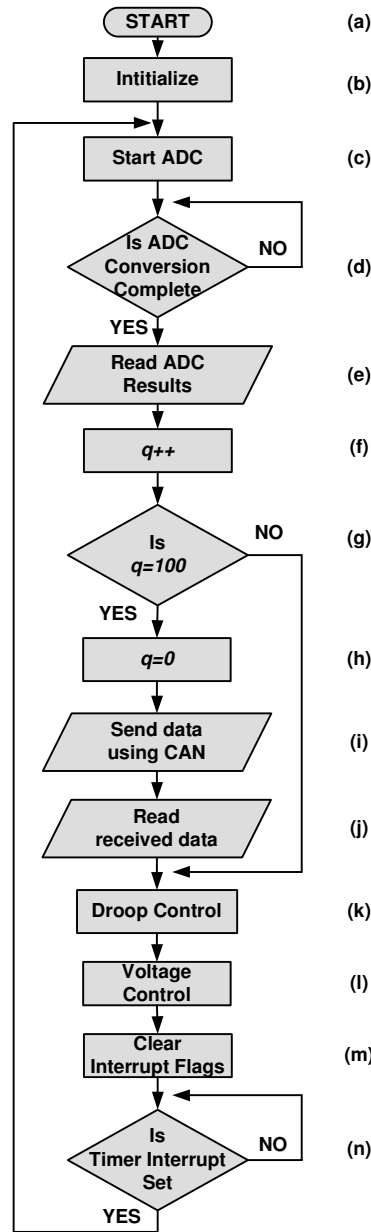 START (a)
Intitialize (b)
Start ADC (c)
Is ADC
Conversion
Complete
NO
(d)
YES
Read ADC
Results
(e)
q++ (f)
Is
q=100
NO
(g)
YES
q=0 (h)
Send data
using CAN
(i)
Read
received data
(j)
Droop Control (k)
Voltage
Control
(l)
Clear
Interrupt Flags
(m)
Is
Timer Interrupt
Set
NO
(n)
YES